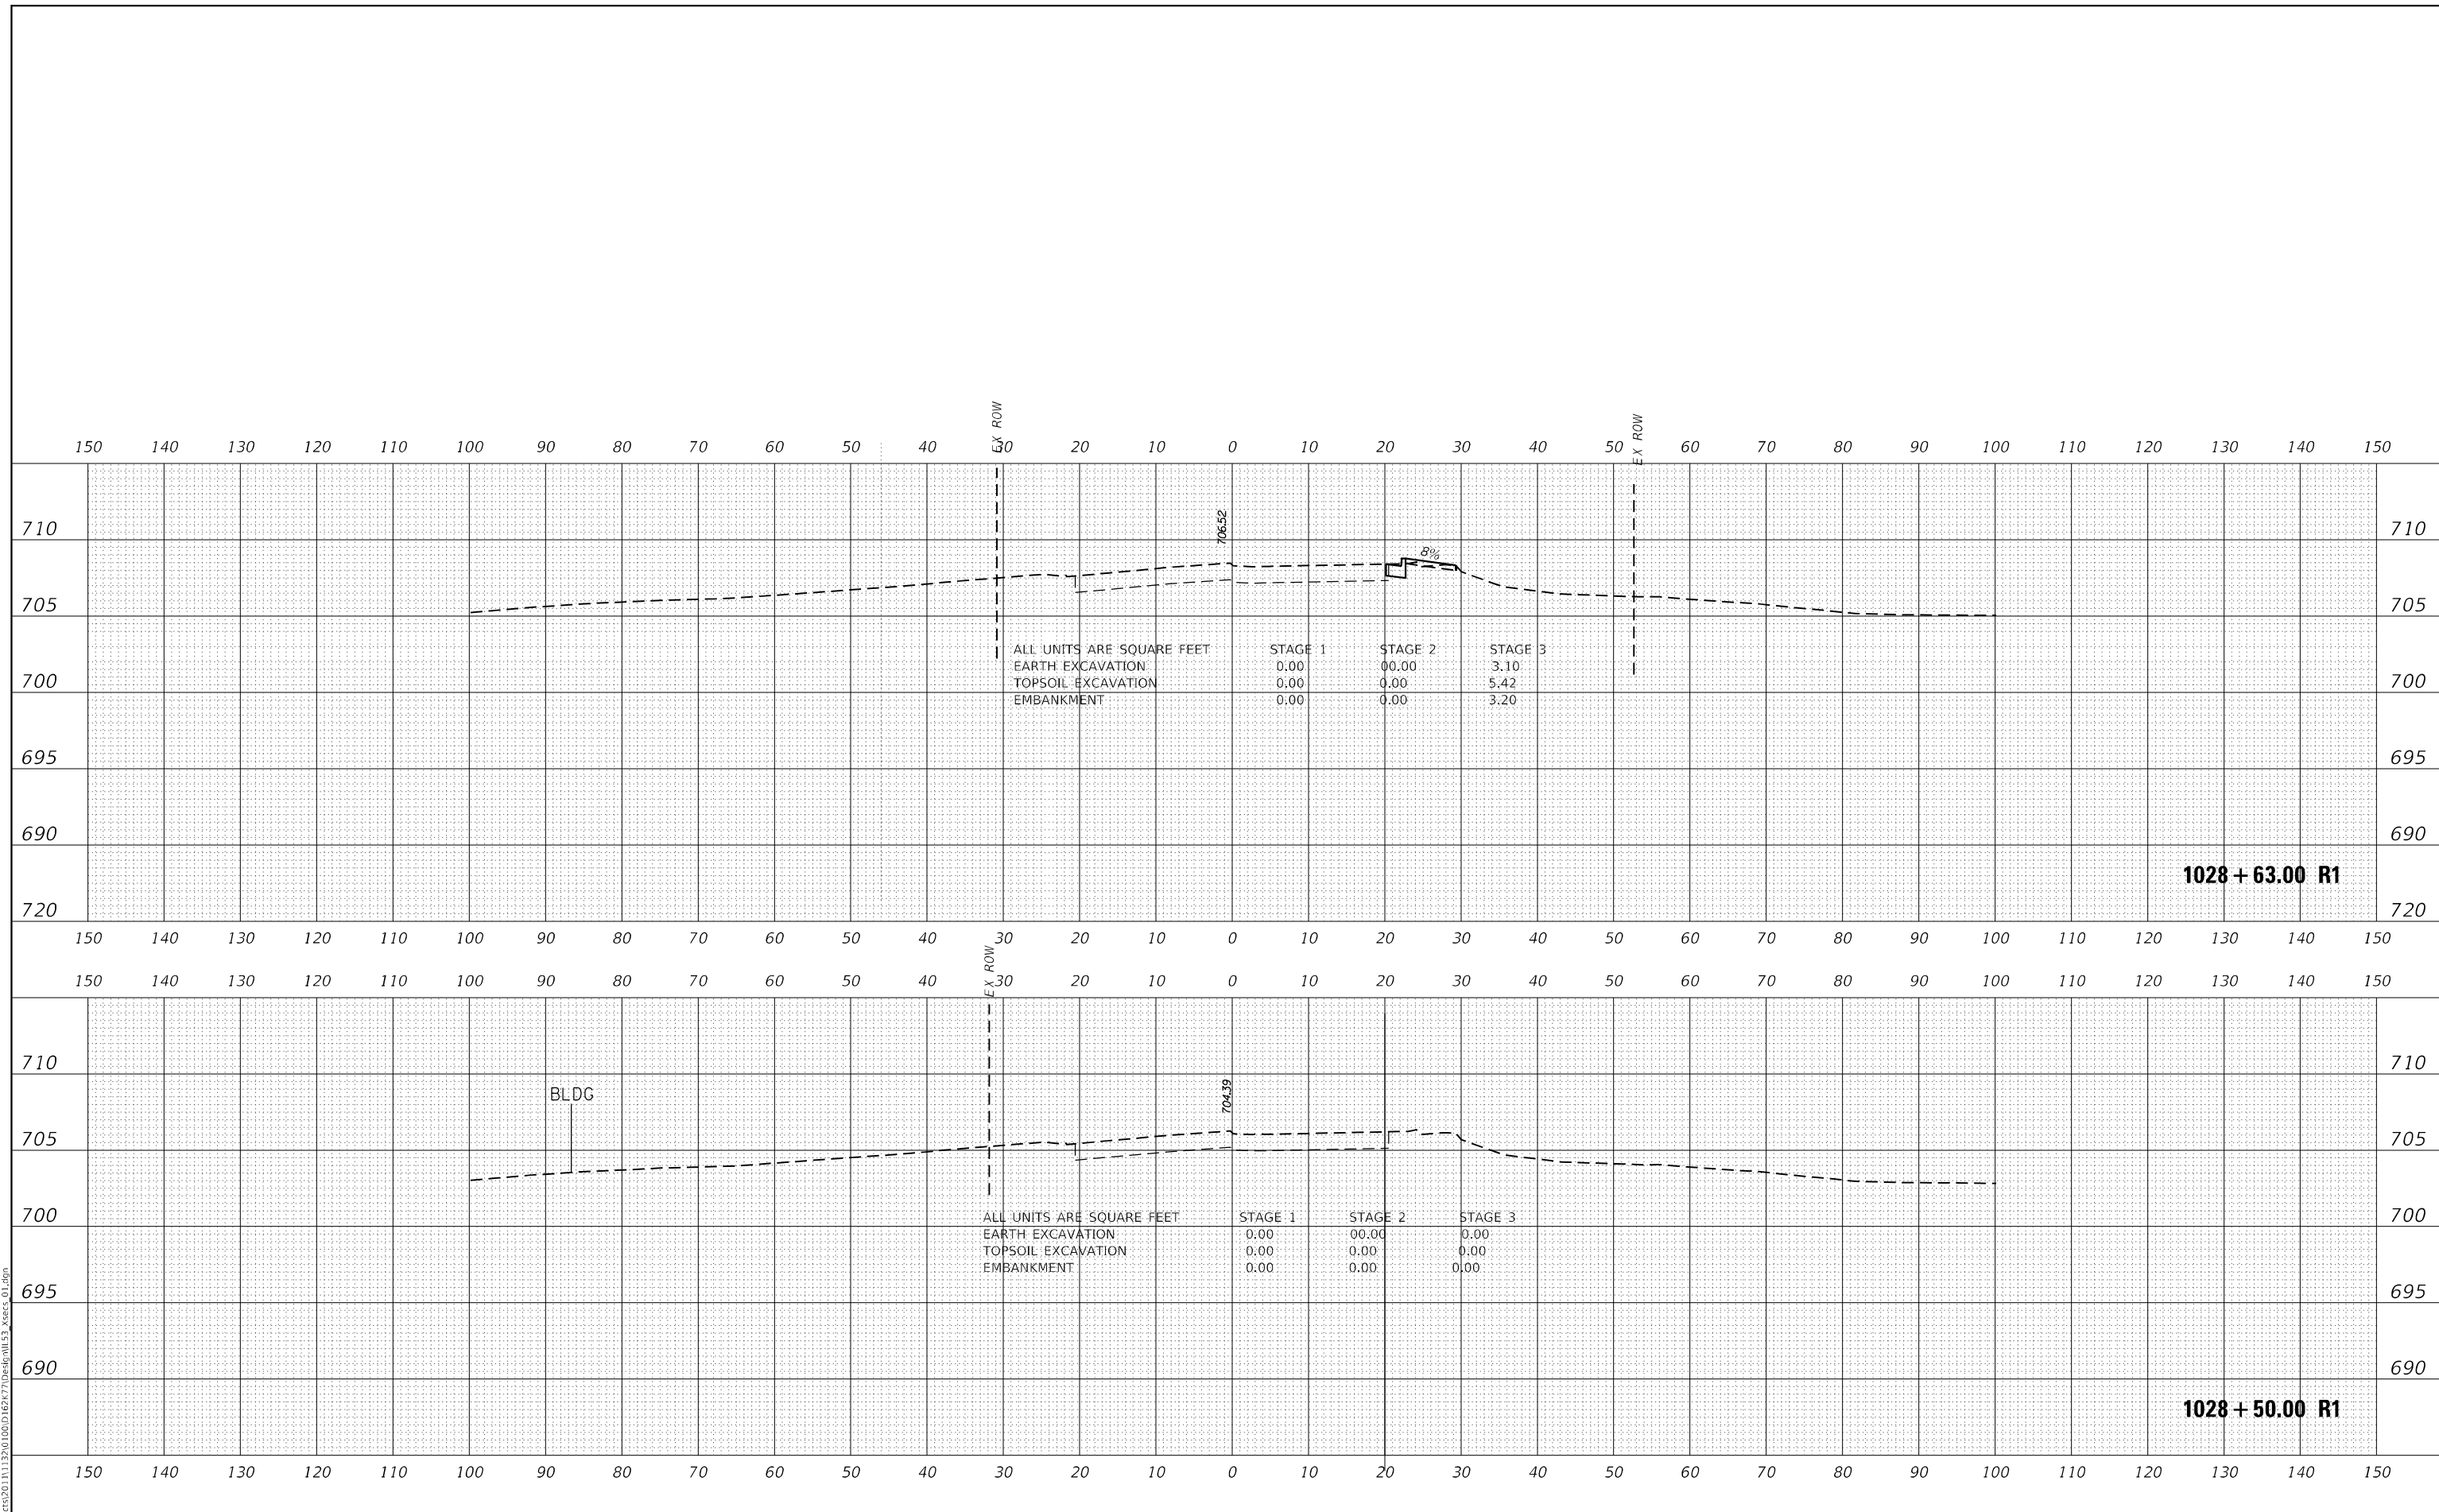 EX ROW
EX ROW
150 140 130 120 110 100 90 80 70 60 50 40 30 20 10 0 10 20 30 40 50 60 70 80 90 100 110 120 130 140 150
706.52
710 710
8%
705 705
ALL UNITS ARE SQUARE FEET STAGE 1 STAGE 2 STAGE 3
EARTH EXCAVATION 0.00 00.00 3.10
700 TOPSOIL EXCAVATION 0.00 0.00 5.42 700
EMBANKMENT 0.00 0.00 3.20
695 695
690 690
1028 + 63.00 R1
720 720
150 140 130 120 110 100 90 80 70 60 50 40 30 20 10 0 10 20 30 40 50 60 70 80 90 100 110 120 130 140 150
EX ROW
150 140 130 120 110 100 90 80 70 60 50 40 30 20 10 0 10 20 30 40 50 60 70 80 90 100 110 120 130 140 150
710 710
BLDG
704.39
705 705
700 ALL UNITS ARE SQUARE FEET STAGE 1 STAGE 2 STAGE 3 700
EARTH EXCAVATION 0.00 00.00 0.00
TOPSOIL EXCAVATION 0.00 0.00 0.00
EMBANKMENT 0.00 0.00 0.00
695 695
690 690
1028 + 50.00 R1
150 140 130 120 110 100 90 80 70 60 50 40 30 20 10 0 10 20 30 40 50 60 70 80 90 100 110 120 130 140 150